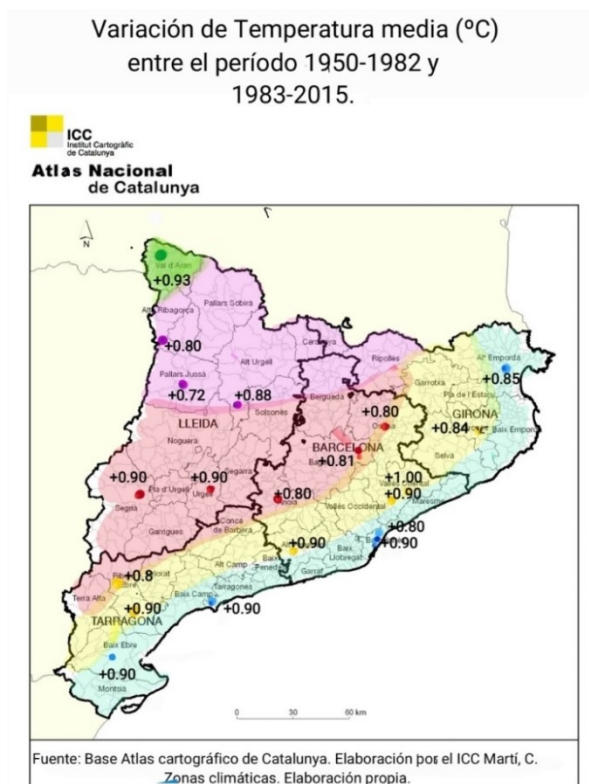 Variación de Temperatura media (ºC)
entre el período 1950-1982 y
1983-2015.
ICC
Institut Cartogràfic
de Catalunya
Atlas Nacional
de Catalunya
N
Val d'Aran
+0.93
Pallars Sobirà
Alta Ribagorça
+0.80
Cerdanya
Ripollès
Alt Empordà
Alt Urgell
Pallars Jussà
+0.85
Garrotxa
+0.72
+0.88
Pla de l'Estany
Berguedà
Solsonès
+0.80
GIRONA
LLEIDA
+0.84
Baix Empordà
Noguera
BARCELONA
Selva
+0.81
+0.90
+0.90
Segarra
+1.00
Vallès Oriental
Pla d'Urgell
Urgell
+0.80
+0.90
Maresme
Segrià
Vallès Occidental
Conca
de Barberà
+0.80
Garrigues
+0.90
+0.90
Baix
Llobregat
Alt Camp
Baix
Penedès
+0.8
Garraf
Terra Alta
Tarragonès
Baix Camp
+0.90
+0.90
TARRAGONA
Baix Ebre
+0.90
Montsià
0 30 60 km
Fuente: Base Atlas cartográfico de Catalunya. Elaboración por el ICC Martí, C.
Zonas climáticas. Elaboración propia.